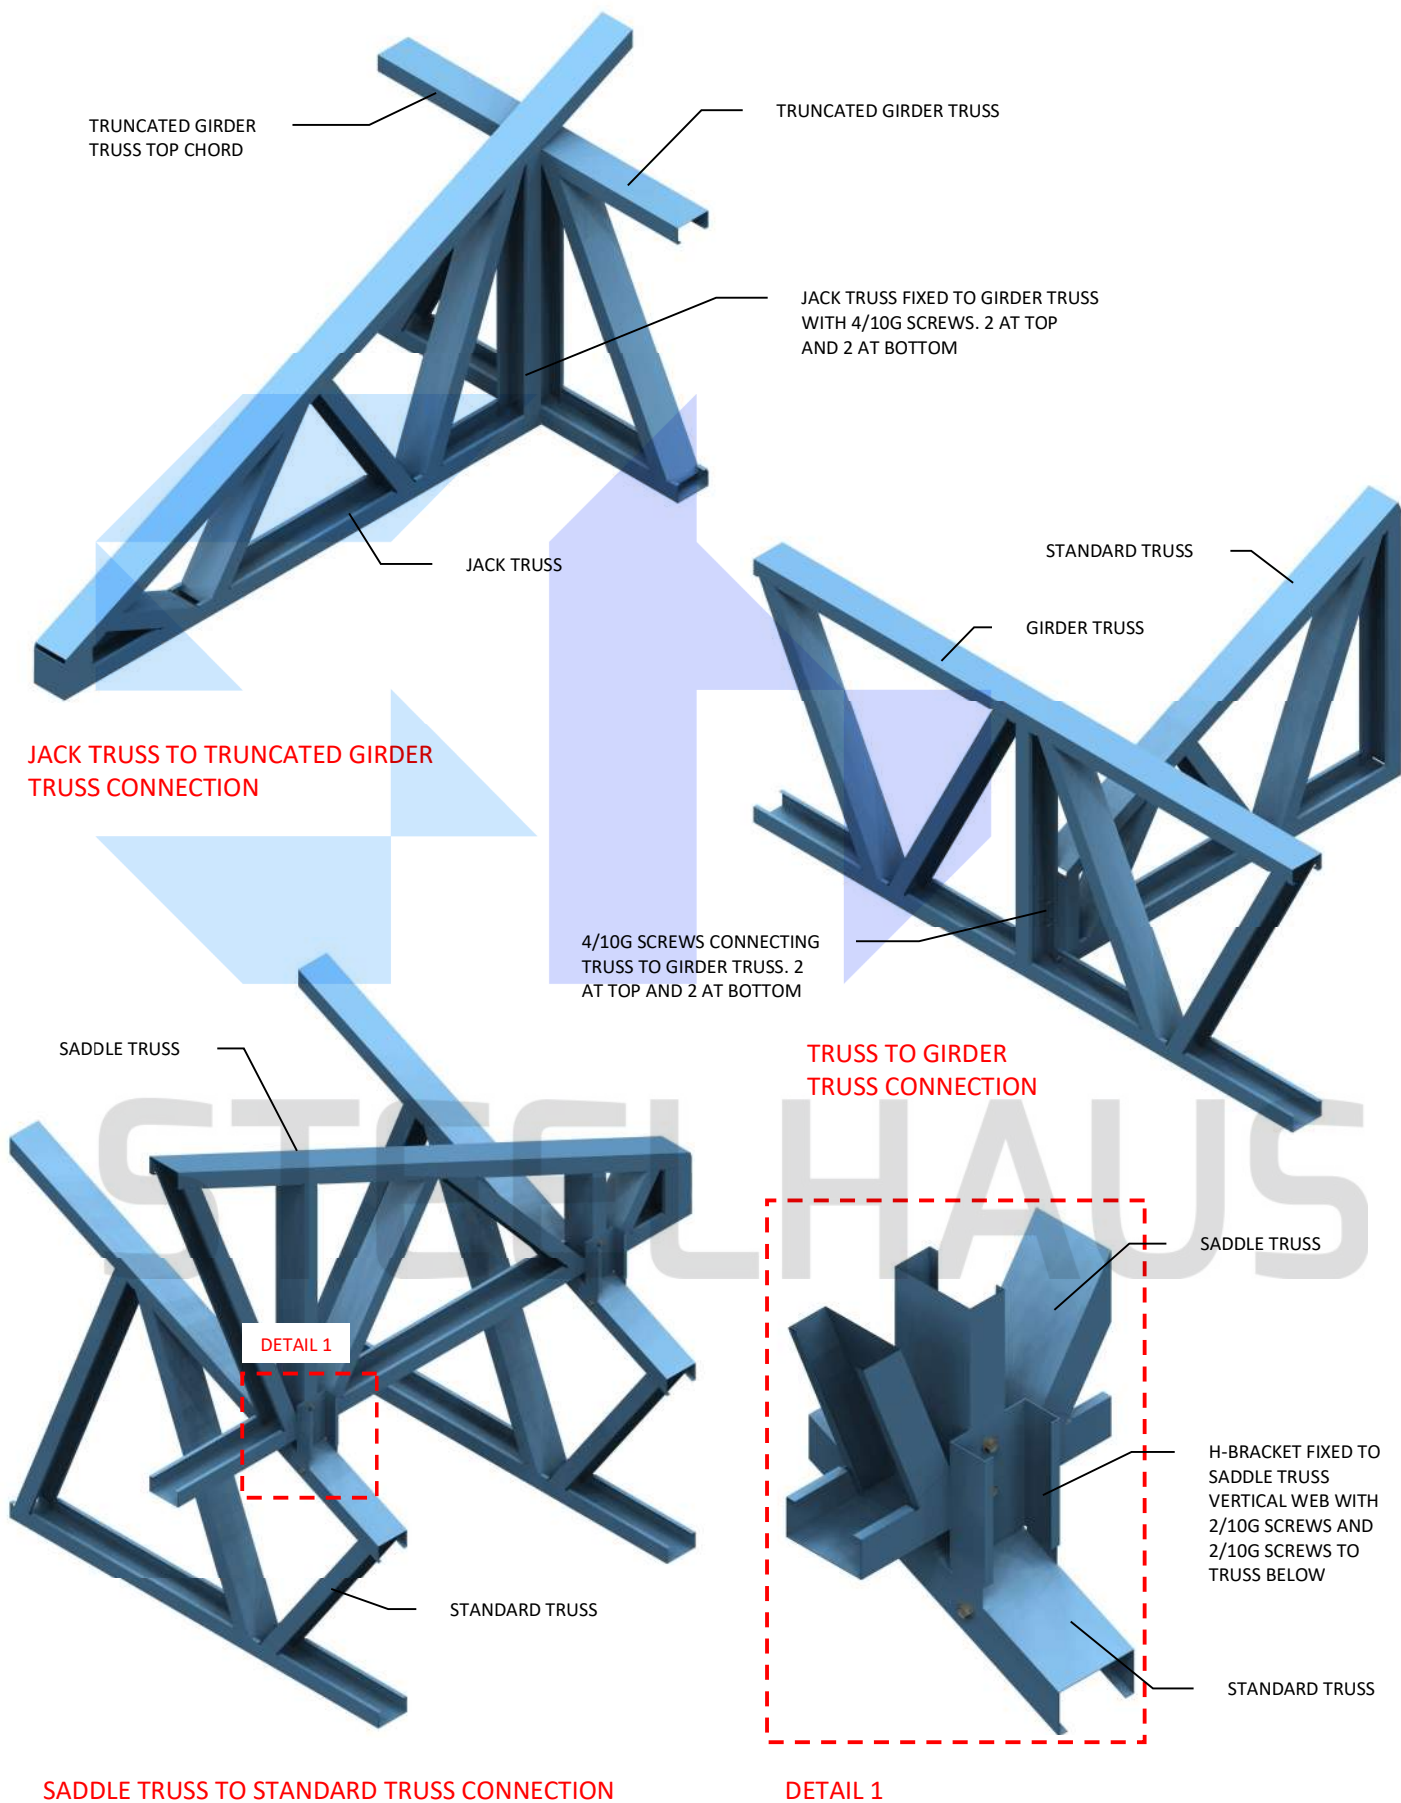 TRUNCATED GIRDER
TRUSS TOP CHORD
TRUNCATED GIRDER TRUSS
JACK TRUSS FIXED TO GIRDER TRUSS
WITH 4/10G SCREWS. 2 AT TOP
AND 2 AT BOTTOM
JACK TRUSS
JACK TRUSS TO TRUNCATED GIRDER
TRUSS CONNECTION
STANDARD TRUSS
GIRDER TRUSS
4/10G SCREWS CONNECTING
TRUSS TO GIRDER TRUSS. 2
AT TOP AND 2 AT BOTTOM
TRUSS TO GIRDER
TRUSS CONNECTION
STEELHAUS
SADDLE TRUSS
DETAIL 1
STANDARD TRUSS
SADDLE TRUSS TO STANDARD TRUSS CONNECTION
SADDLE TRUSS
H-BRACKET FIXED TO
SADDLE TRUSS
VERTICAL WEB WITH
2/10G SCREWS AND
2/10G SCREWS TO
TRUSS BELOW
STANDARD TRUSS
DETAIL 1